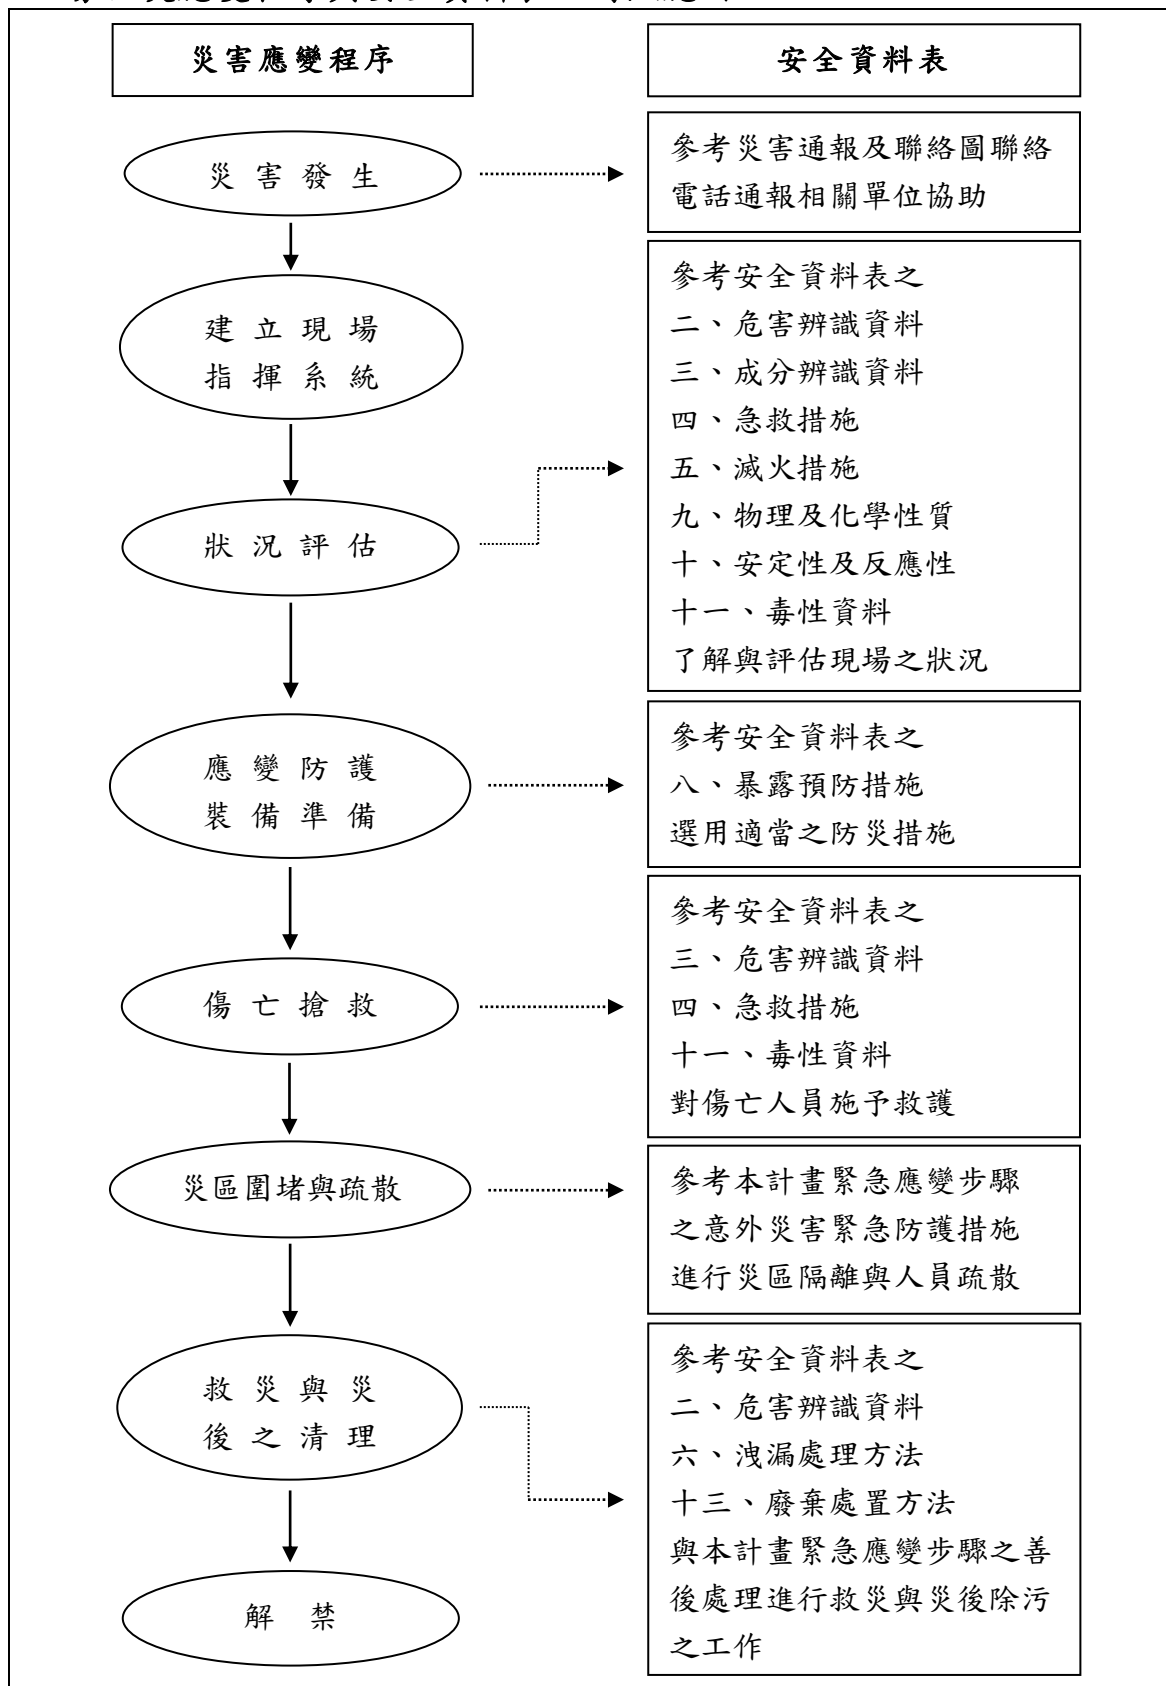 災害應變程序
安全資料表
災害發生
參考災害通報及聯絡圖聯絡
電話通報相關單位協助
建立現場
指揮系統
狀況評估
參考安全資料表之
二、危害辨識資料
三、成分辨識資料
四、急救措施
五、滅火措施
九、物理及化學性質
十、安定性及反應性
十一、毒性資料
了解與評估現場之狀況
應變防護
裝備準備
參考安全資料表之
八、暴露預防措施
選用適當之防災措施
傷亡搶救
參考安全資料表之
三、危害辨識資料
四、急救措施
十一、毒性資料
對傷亡人員施予救護
災區圍堵與疏散
參考本計畫緊急應變步驟
之意外災害緊急防護措施
進行災區隔離與人員疏散
救災與災
後之清理
參考安全資料表之
二、危害辨識資料
六、洩漏處理方法
十三、廢棄處置方法
與本計畫緊急應變步驟之善
後處理進行救災與災後除污
之工作
解禁